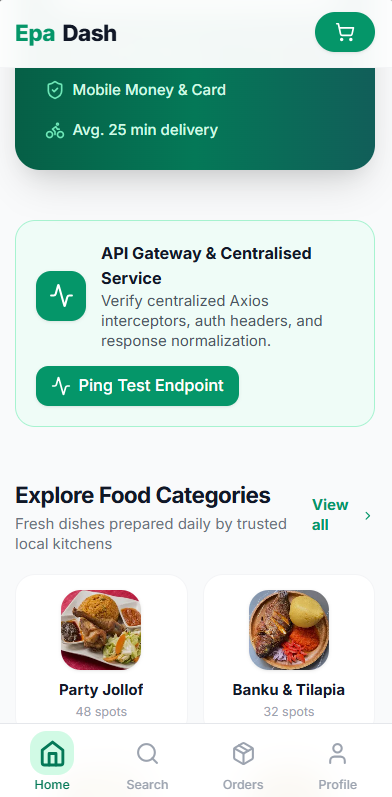 Epa Dash
Mobile Money & Card
Avg. 25 min delivery
API Gateway & Centralised
Service
Verify centralized Axios
interceptors, auth headers, and
response normalization.
Ping Test Endpoint
Explore Food Categories
Fresh dishes prepared daily by trusted
local kitchens
View
all
Party Jollof
48 spots
Banku & Tilapia
32 spots
Home
Search
Orders
Profile